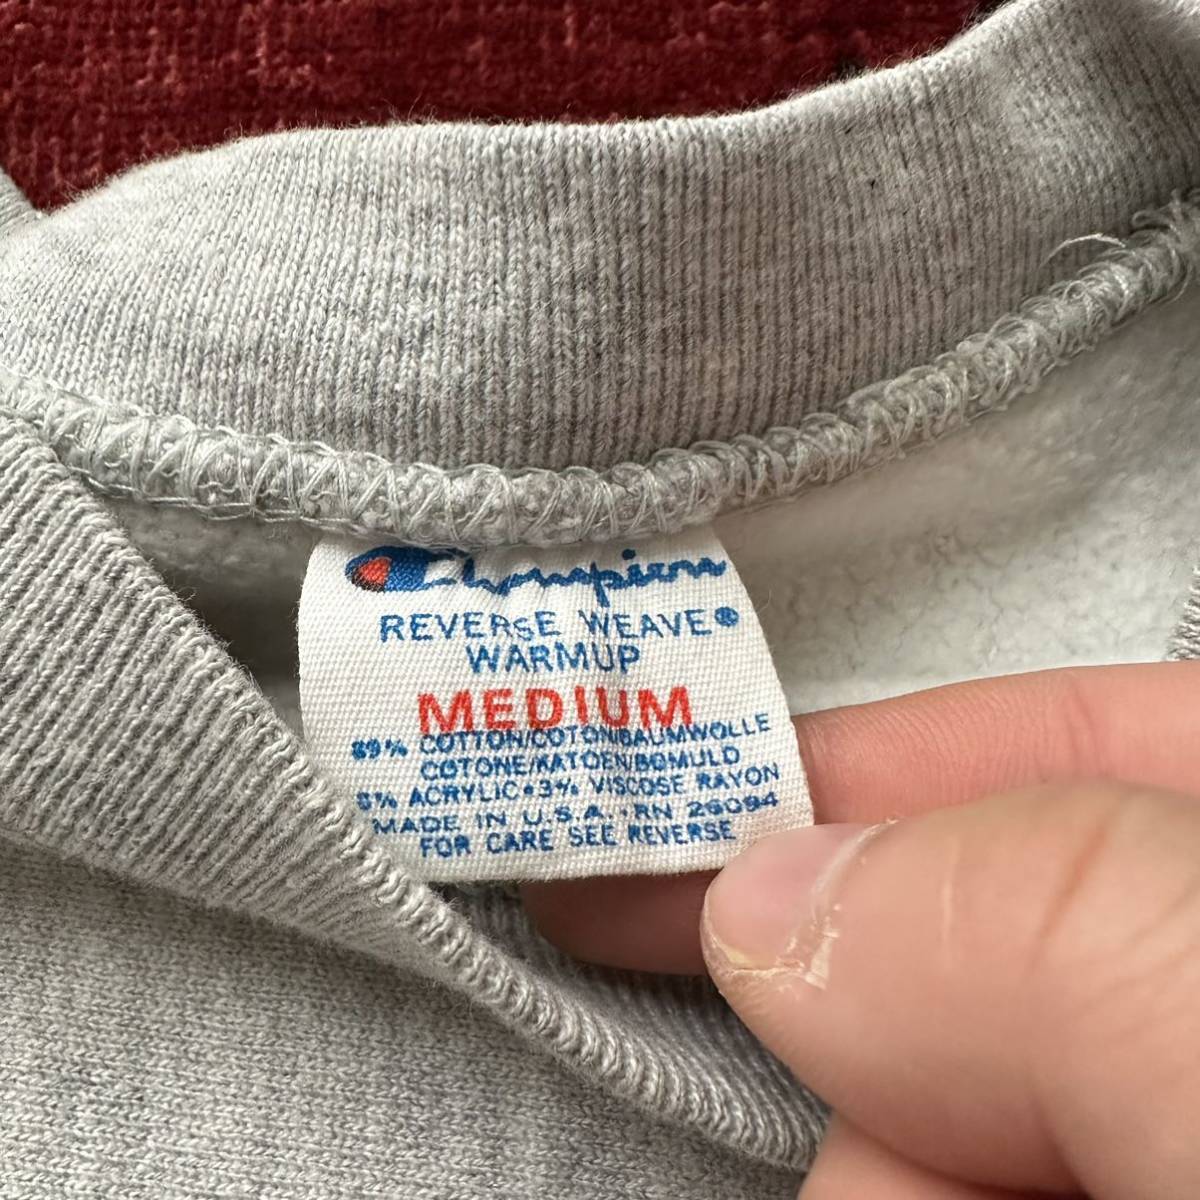 Champion
REVERSE WEAVE®
WARMUP
MEDIUM
89% COTTON/COTON/BAUMWOLLE
COTONE/KATOEN/BOMULD
8% ACRYLIC•3% VISCOSE RAYON
MADE IN U.S.A.•RN 26094
FOR CARE SEE REVERSE